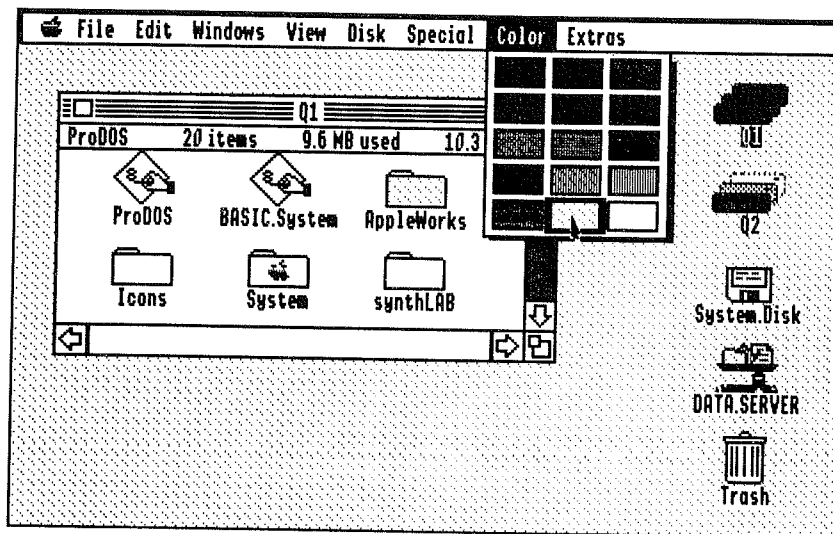 File Edit Windows View Disk Special Color Extras
Q1
ProDOS 20 items 9.6 MB used 10.3
ProDOS BASIC.System AppleWorks
Icons System synthLAB
Q1
Q2
System.Disk
DATA.SERVER
Trash